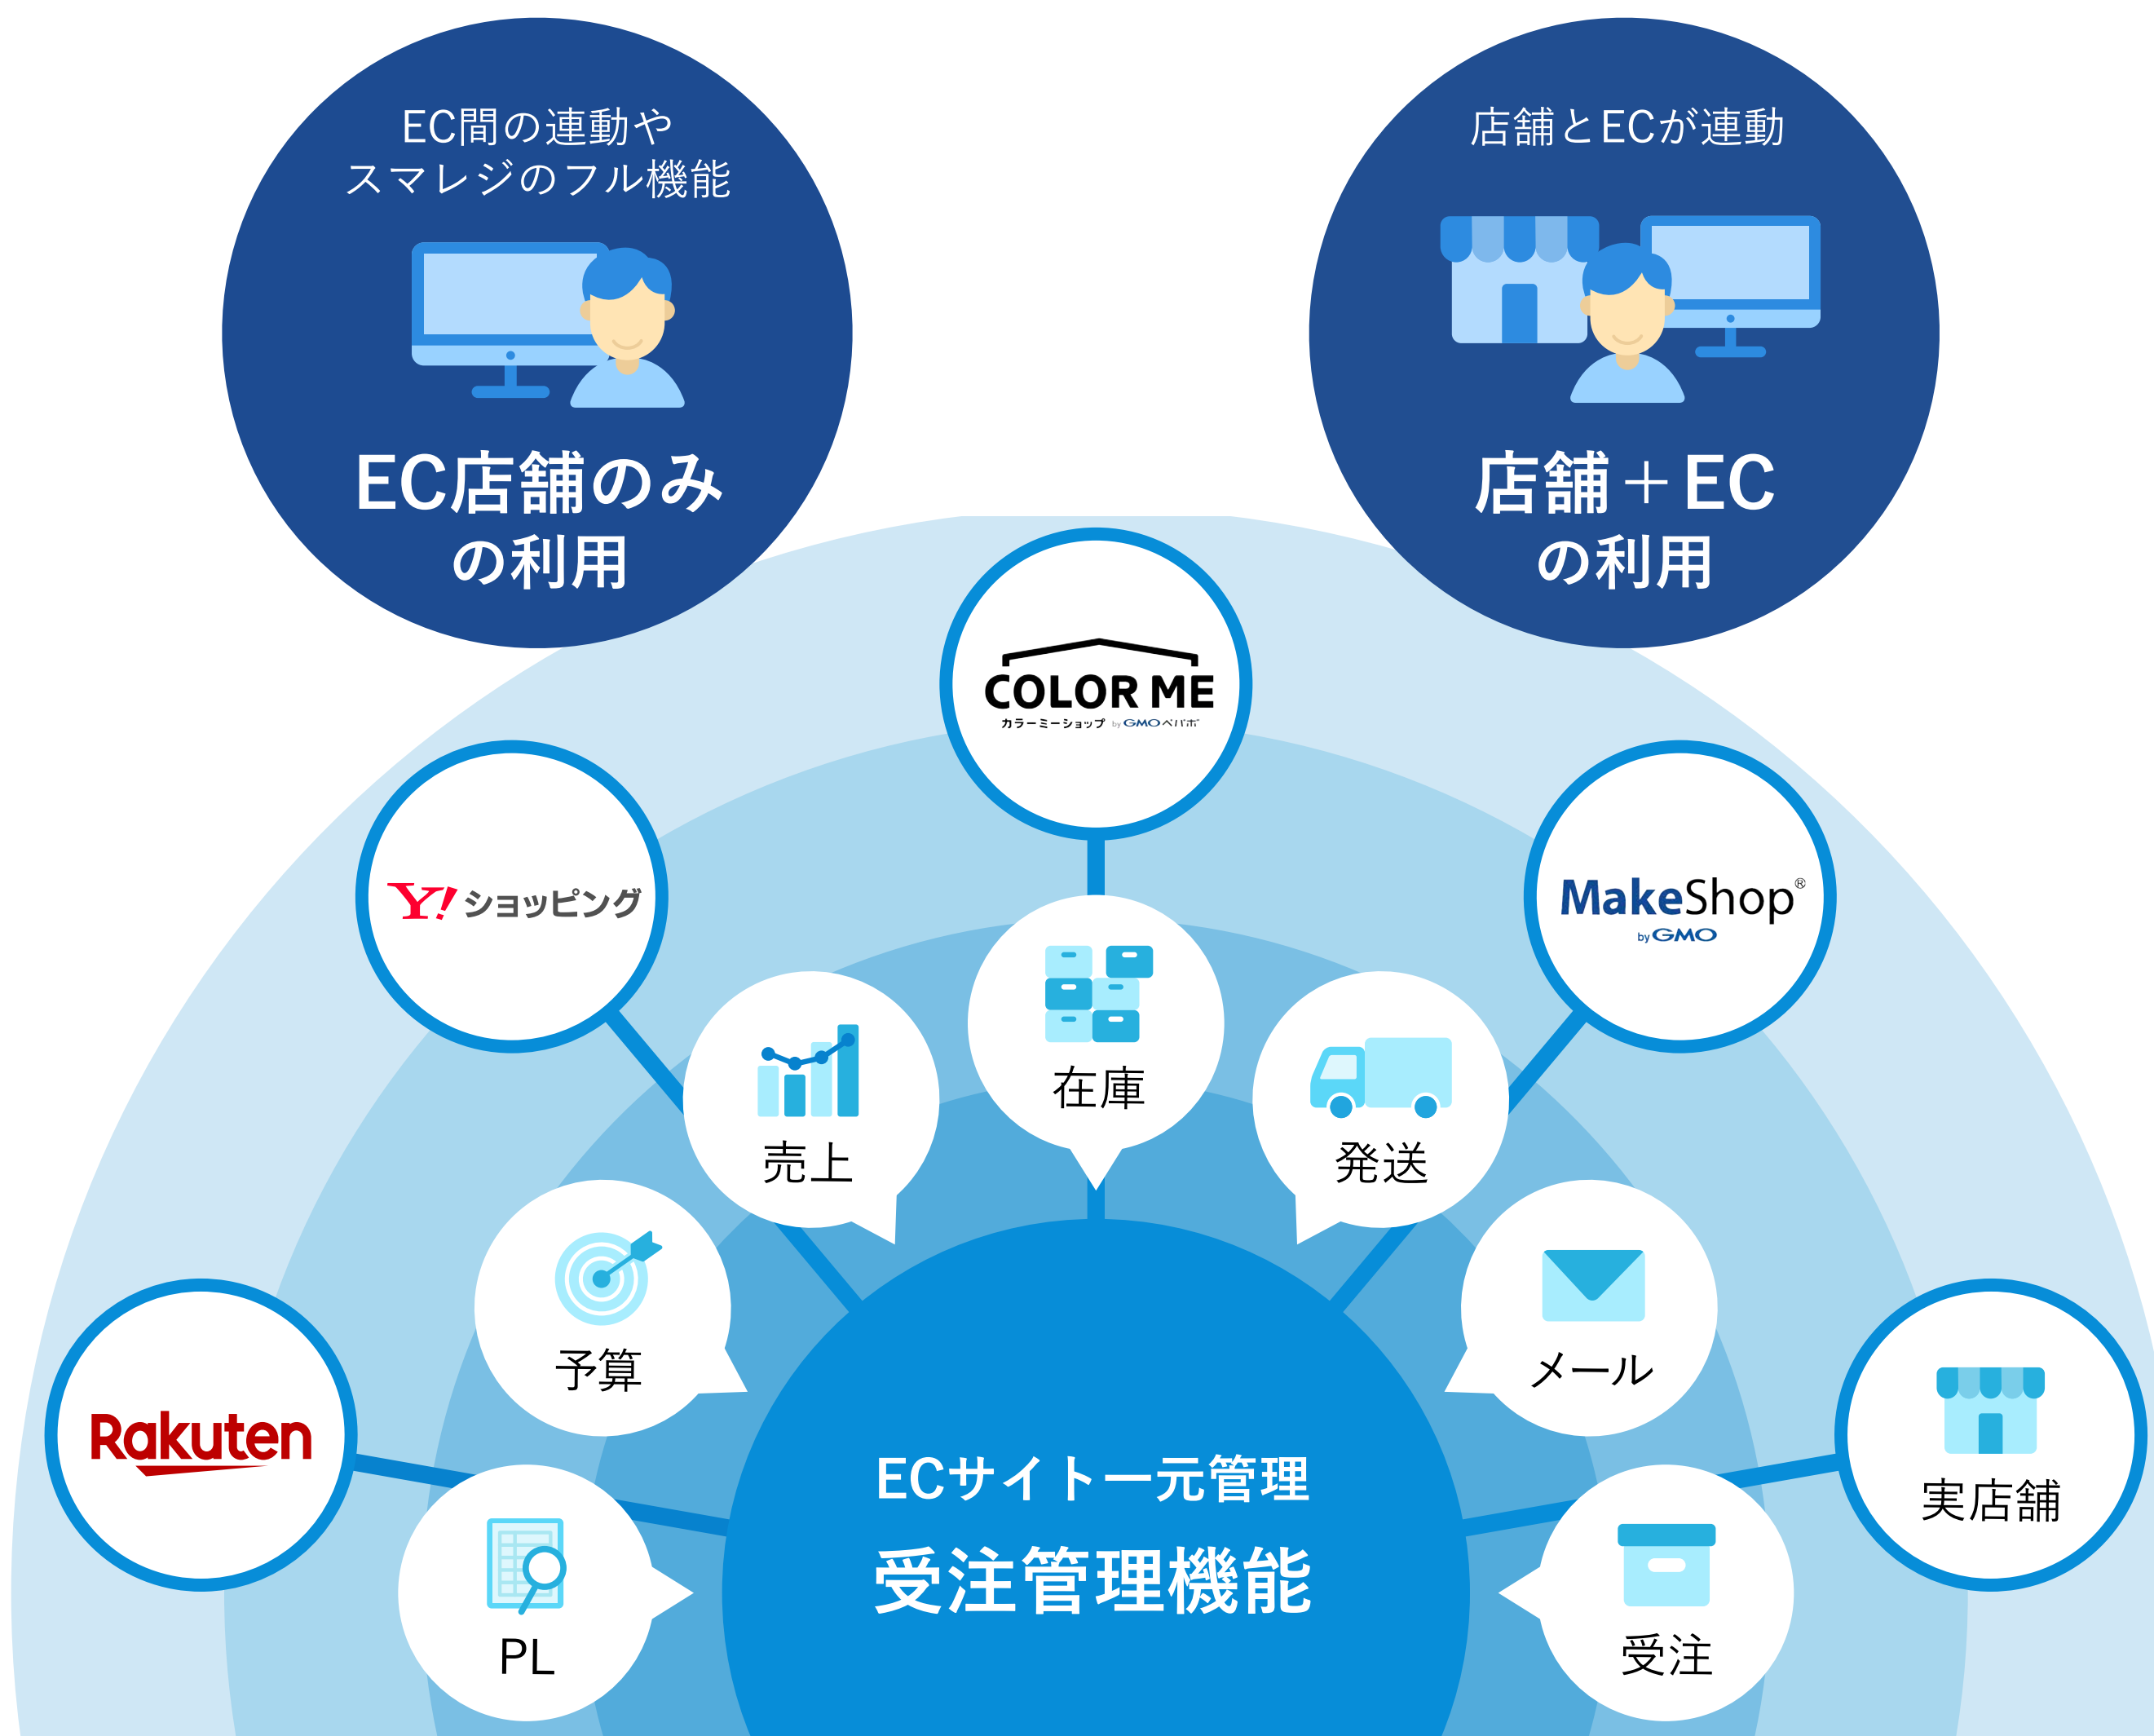 EC間の連動や
スマレジのフル機能
EC店舗のみ
の利用
店舗とECが連動
店舗＋EC
の利用
COLOR ME
カラーミーショップ by GMOペパボ
Y!ショッピング
MakeShop®
by GMO
在庫
売上
発送
予算
メール
Rakuten
実店舗
ECサイト一元管理
受注管理機能
PL
受注